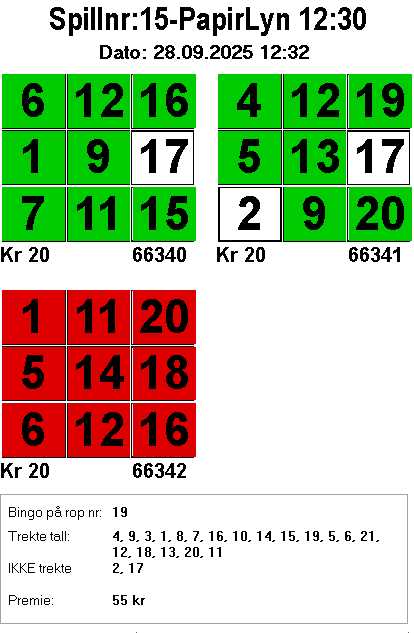 Spillnr:15-PapirLyn 12:30
Dato: 28.09.2025 12:32
6 12 16
1 9 17
7 11 15
Kr 20 66340
4 12 19
5 13 17
2 9 20
Kr 20 66341
1 11 20
5 14 18
6 12 16
Kr 20 66342
Bingo på rop nr: 19
Trekte tall: 4, 9, 3, 1, 8, 7, 16, 10, 14, 15, 19, 5, 6, 21,
12, 18, 13, 20, 11
IKKE trekte 2, 17
Premie: 55 kr